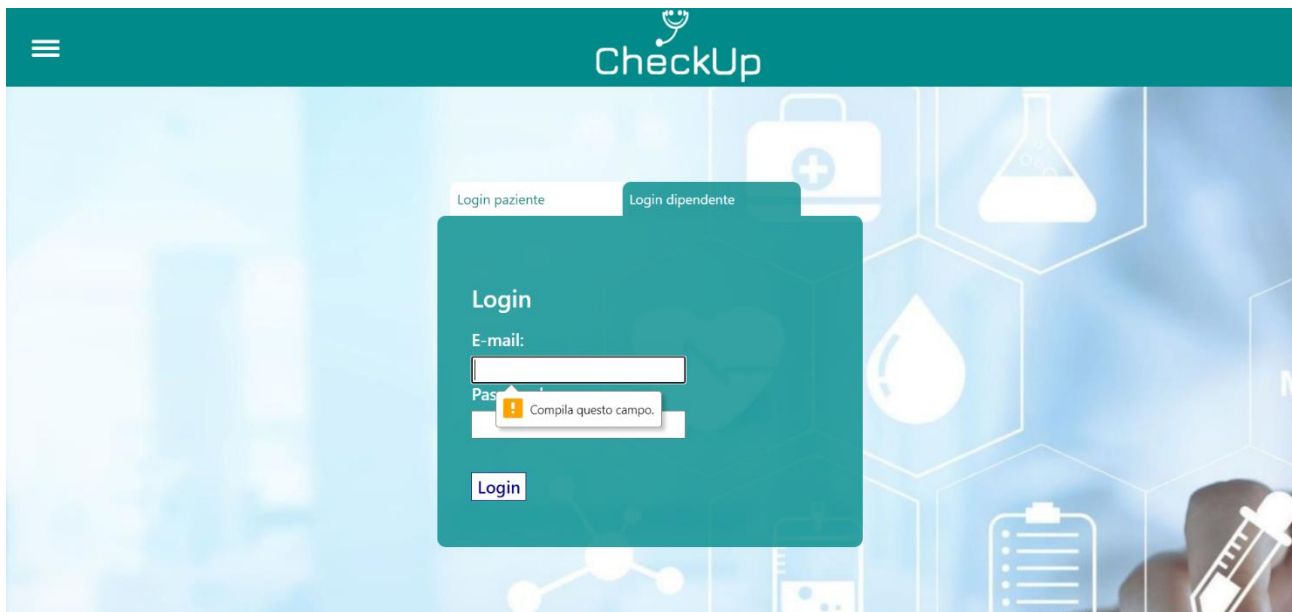 CheckUp
Login paziente
Login dipendente
Login
E-mail:
Compila questo campo.
Login